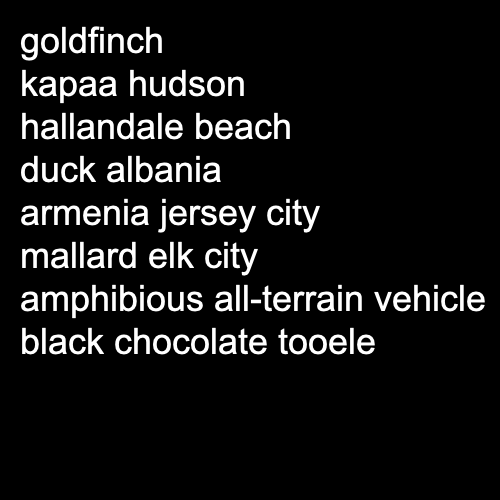 goldfinch
kapaa hudson
hallandale beach
duck albania
armenia jersey city
mallard elk city
amphibious all-terrain vehicle
black chocolate tooele